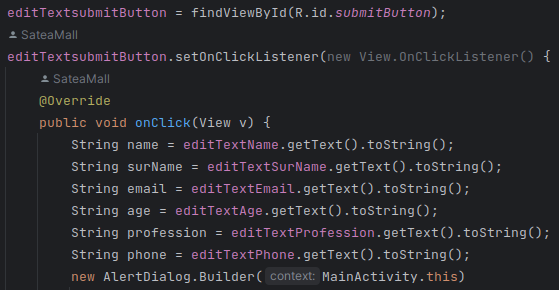 editTextsubmitButton = findViewById(R.id.submitButton);
SateaMall
editTextsubmitButton.setOnClickListener(new View.OnClickListener() {
SateaMall
@Override
public void onClick(View v) {
String name = editTextName.getText().toString();
String surName = editTextSurName.getText().toString();
String email = editTextEmail.getText().toString();
String age = editTextAge.getText().toString();
String profession = editTextProfession.getText().toString();
String phone = editTextPhone.getText().toString();
new AlertDialog.Builder( context: MainActivity.this)